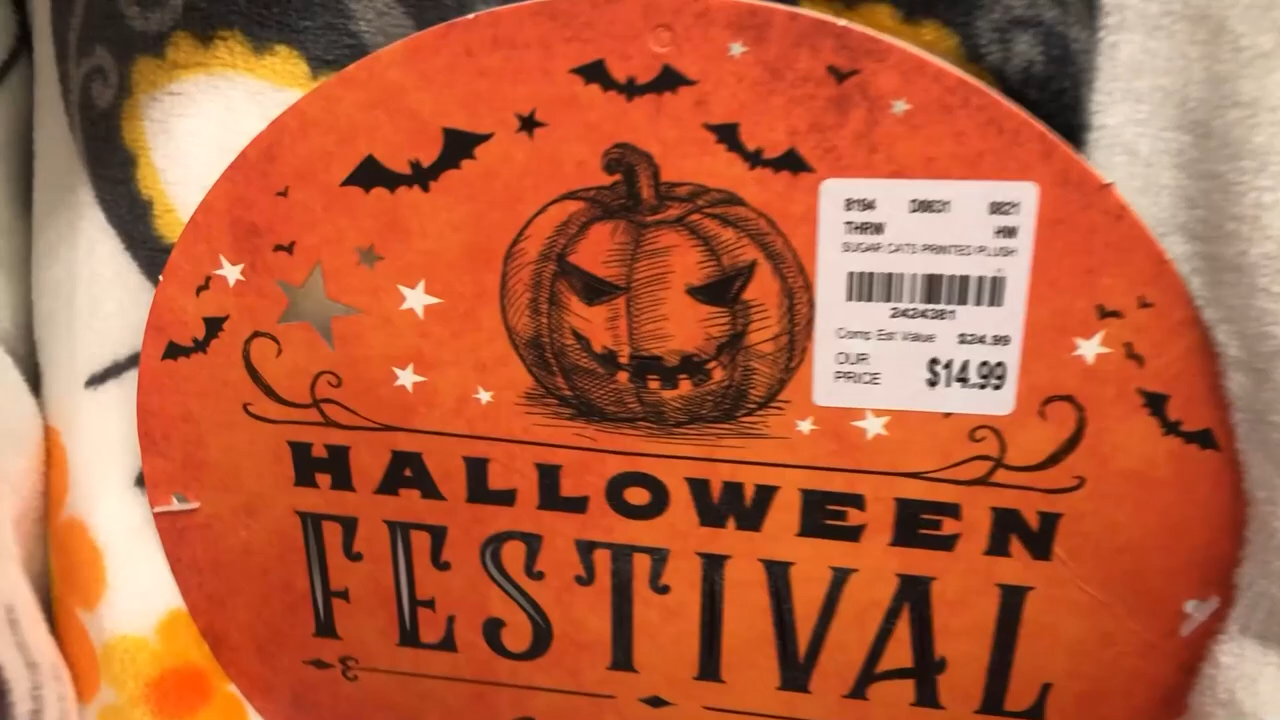 8194 D0631 0821
THRW HW
SUGAR CATS PRINTED PLUSH
2424381
Comp Est Value $24.99
OUR
PRICE $14.99
HALLOWEEN
FESTIVAL